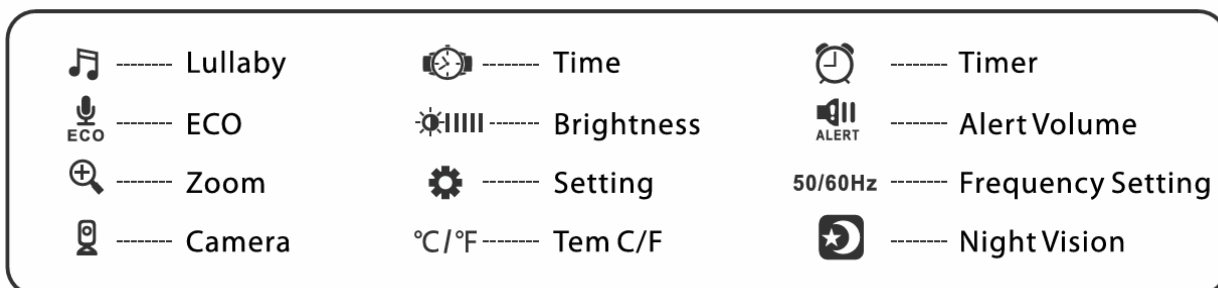 Lullaby Time Timer
ECO ECO Brightness ALERT Alert Volume
Zoom Setting 50/60Hz Frequency Setting
Camera °C/°F Tem C/F Night Vision